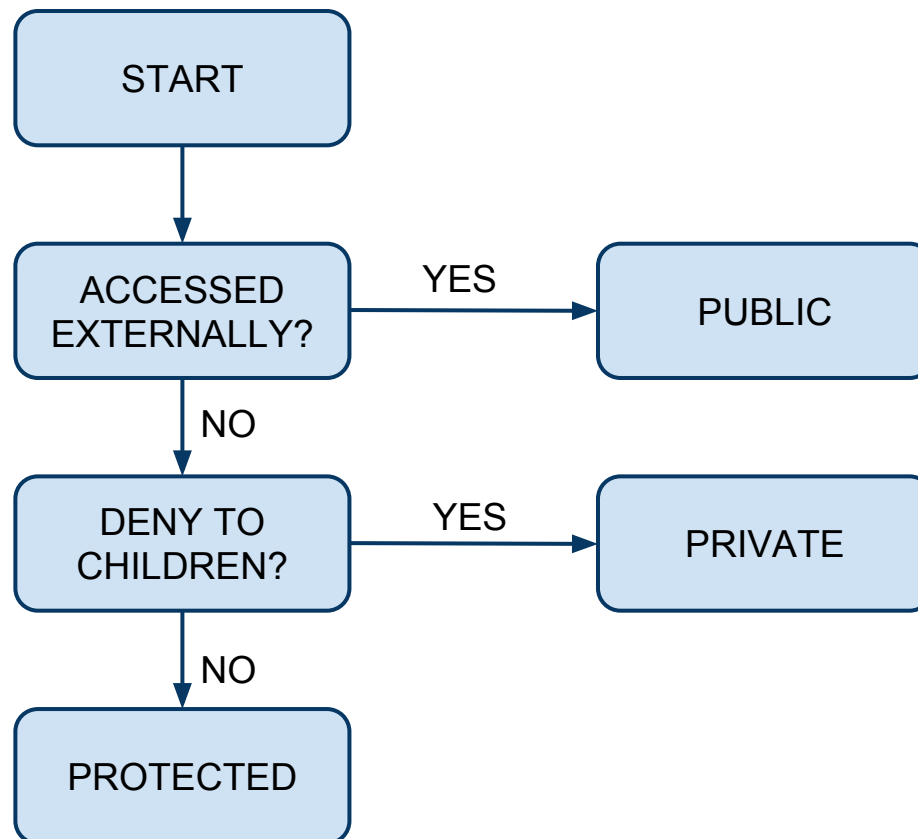 START
ACCESSED
EXTERNALLY?
YES
PUBLIC
NO
DENY TO
CHILDREN?
YES
PRIVATE
NO
PROTECTED